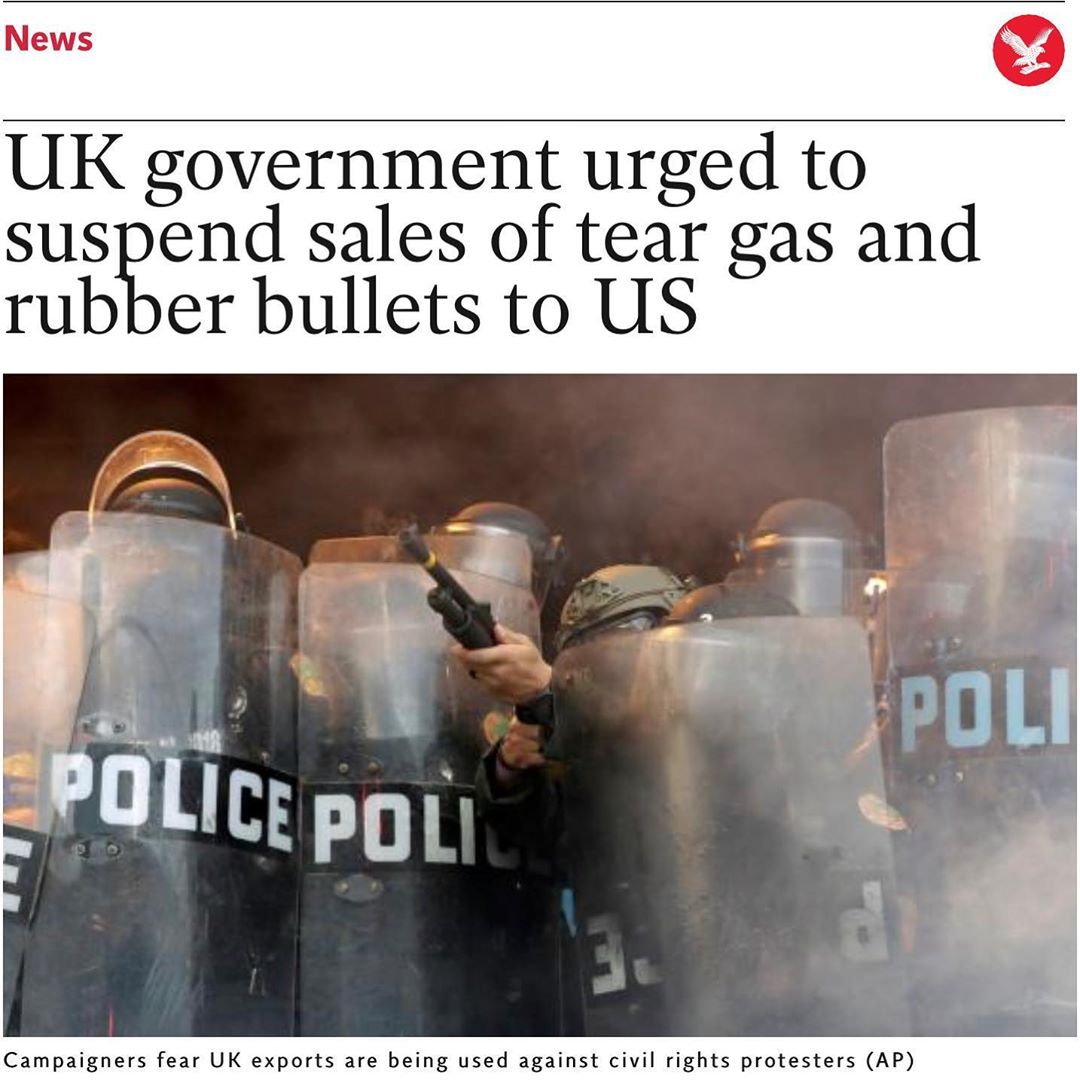 News
UK government urged to
suspend sales of tear gas and
rubber bullets to US
POLICE
POLI
POLI
E
Campaigners fear UK exports are being used against civil rights protesters (AP)